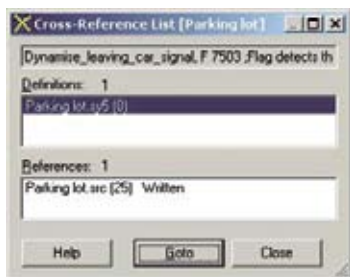 Cross-Reference List [Parking lot]
Dynamise_leaving_car_signal, F 7503 ;Flag detects th
Definitions: 1
Parking lot.sy5 (0)
References: 1
Parking lot.src (25) Written
Help
Goto
Close